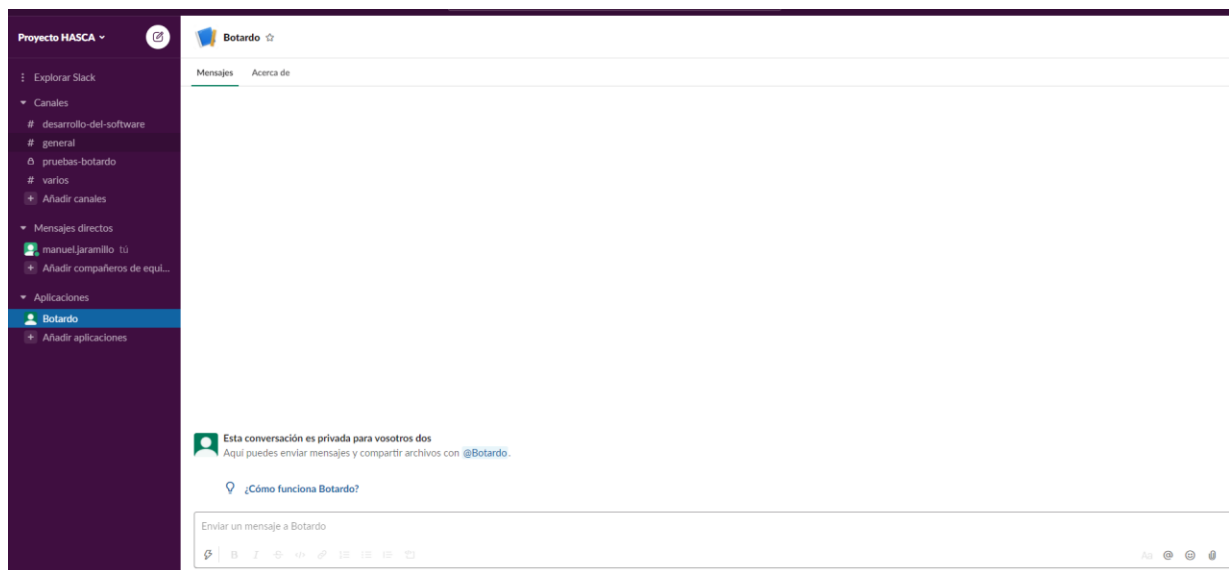 Proyecto HASCA
Botardo
Mensajes
Acerca de
Explorar Slack
Canales
# desarrollo-del-software
# general
pruebas-botardo
# varios
+ Añadir canales
Mensajes directos
manuel.jaramillo tú
+ Añadir compañeros de equi...
Aplicaciones
Botardo
+ Añadir aplicaciones
Esta conversación es privada para vosotros dos
Aquí puedes enviar mensajes y compartir archivos con @Botardo.
¿Cómo funciona Botardo?
Enviar un mensaje a Botardo
B I S </>
Aa @